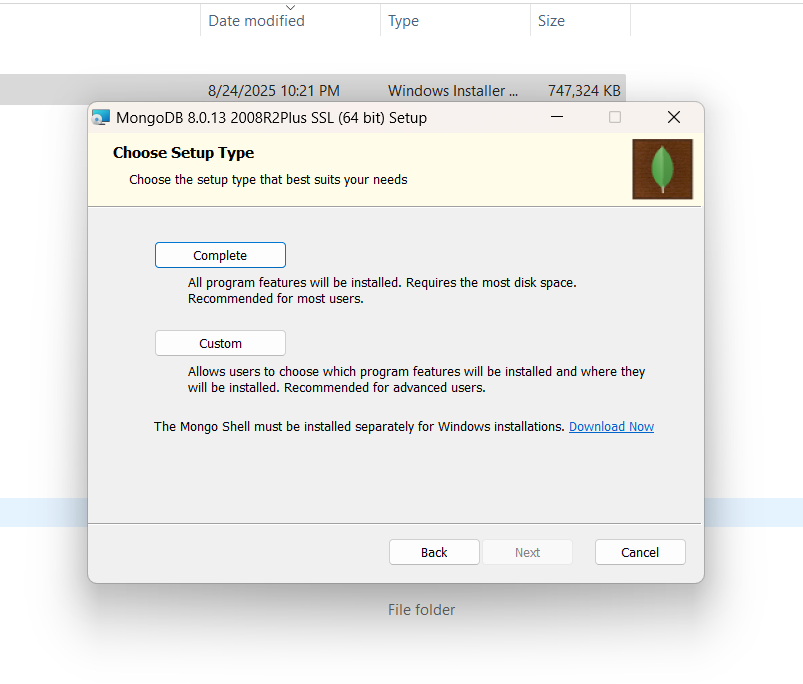 Date modified Type Size
8/24/2025 10:21 PM Windows Installer ... 747,324 KB
MongoDB 8.0.13 2008R2Plus SSL (64 bit) Setup
Choose Setup Type
Choose the setup type that best suits your needs
Complete
All program features will be installed. Requires the most disk space.
Recommended for most users.
Custom
Allows users to choose which program features will be installed and where they
will be installed. Recommended for advanced users.
The Mongo Shell must be installed separately for Windows installations. Download Now
Back Next Cancel
File folder